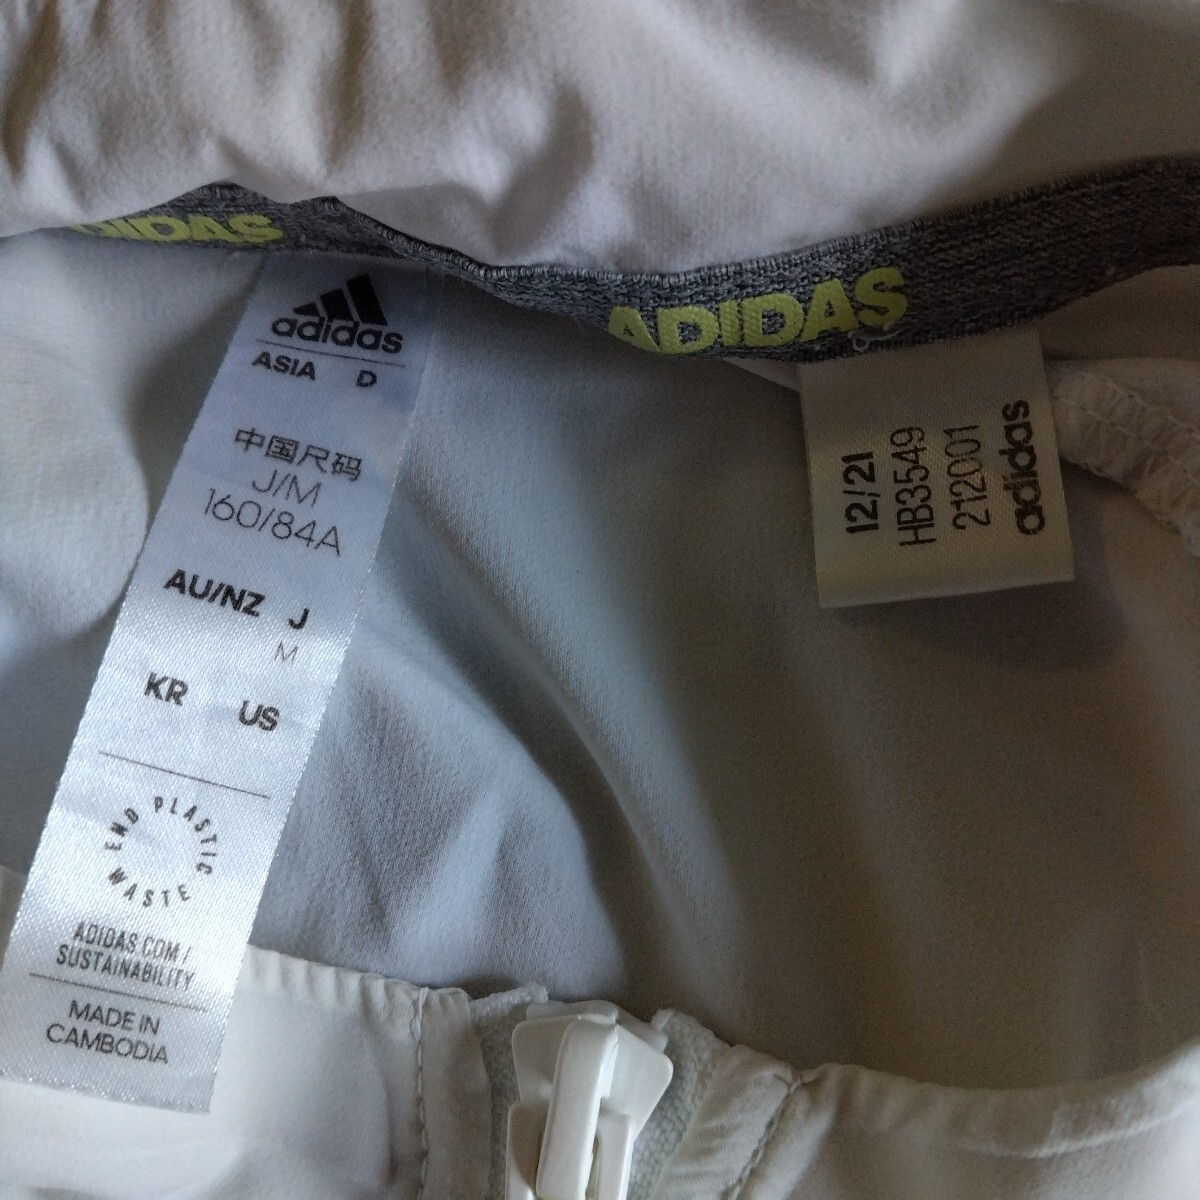 ADIDAS
ADIDAS
adidas
ASIA D
中国尺码
J/M
160/84A
AU/NZ J
M
KR US
END PLASTIC WASTE
ADIDAS.COM/
SUSTAINABILITY
MADE IN
CAMBODIA
12/21
HB3549
212001
adidas